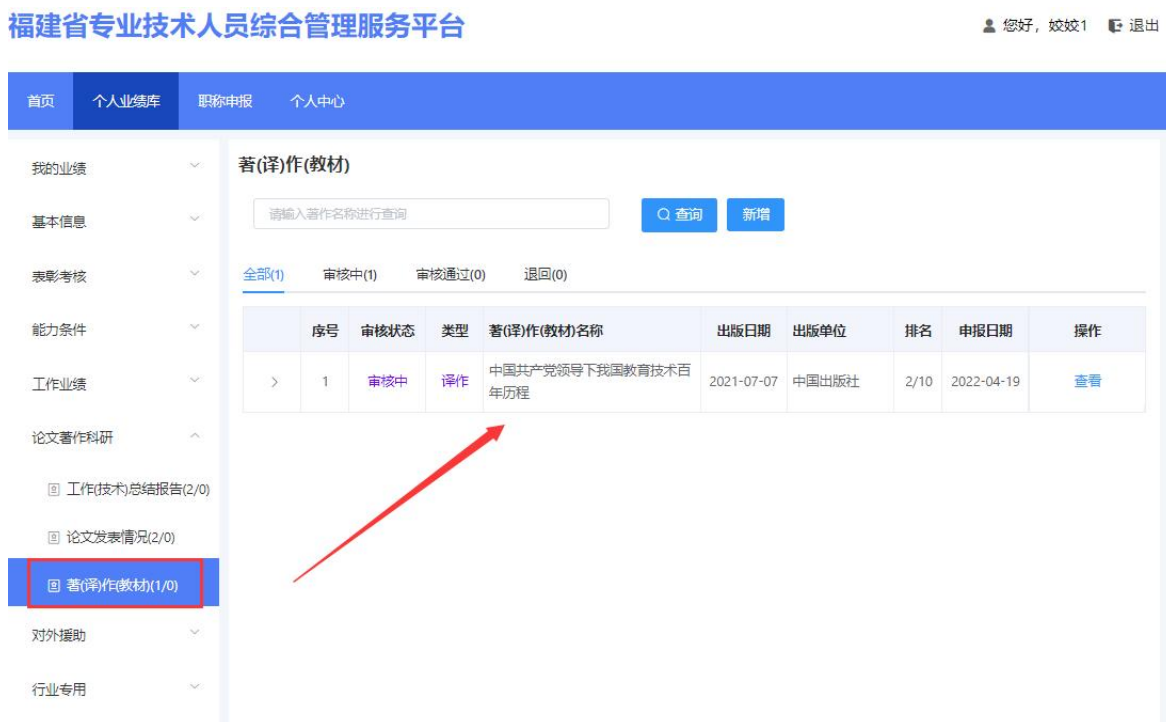 福建省专业技术人员综合管理服务平台
您好，姣姣1 退出
首页 个人业绩库 职称申报 个人中心
我的业绩
基本信息
表彰考核
能力条件
工作业绩
论文著作科研
工作(技术)总结报告(2/0)
论文发表情况(2/0)
著(译)作(教材)(1/0)
对外援助
行业专用
著(译)作(教材)
请输入著作名称进行查询 查询 新增
全部(1) 审核中(1) 审核通过(0) 退回(0)
序号 审核状态 类型 著(译)作(教材)名称 出版日期 出版单位 排名 申报日期 操作
1 审核中 译作 中国共产党领导下我国教育技术百 2021-07-07 中国出版社 2/10 2022-04-19 查看
年历程